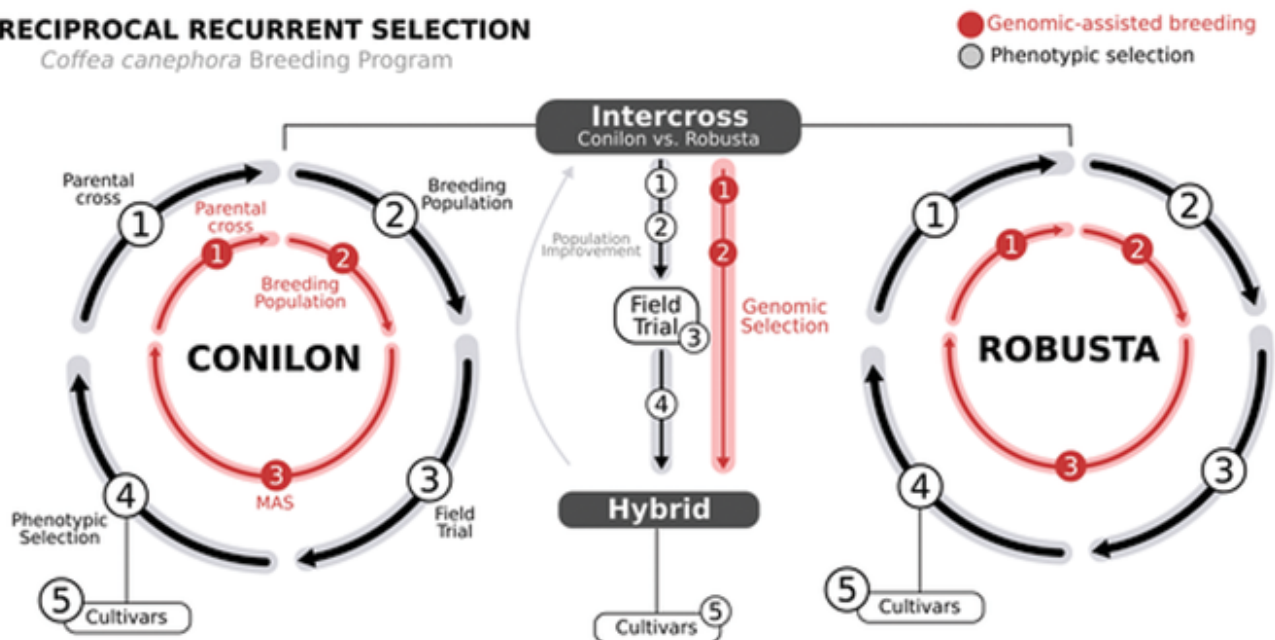 RECIPROCAL RECURRENT SELECTION
Coffea canephora Breeding Program
Genomic-assisted breeding
Phenotypic selection
Intercross
Conilon vs. Robusta
Parental
cross
1
2
Breeding
Population
Parental
cross
1
2
Breeding
Population
CONILON
3
MAS
3
Field
Trial
4
Phenotypic
Selection
5
Cultivars
1
2
1
2
Population
Improvement
Field
Trial
3
Genomic
Selection
4
Hybrid
5
Cultivars
1
2
1
2
ROBUSTA
3
3
4
5
Cultivars